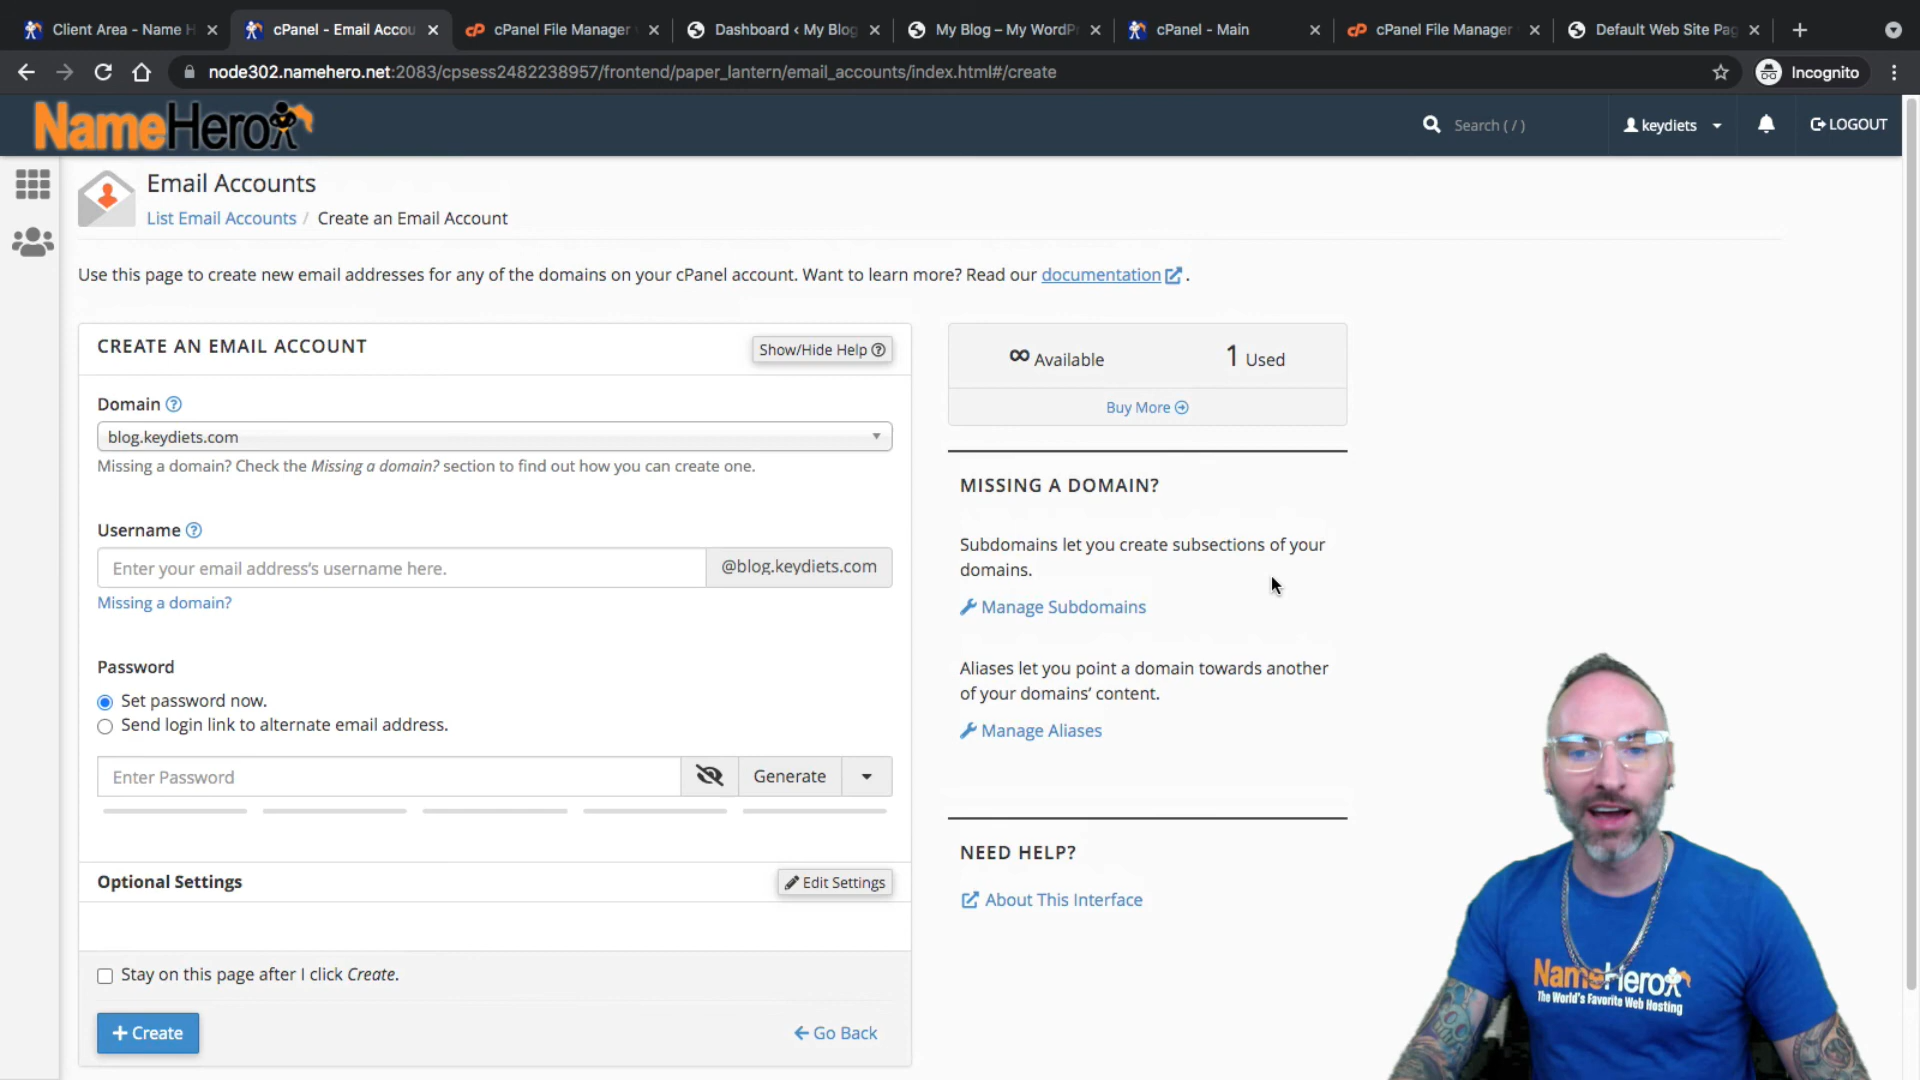 Client Area - Name H
cPanel - Email Accou
cPanel File Manager
Dashboard ‹ My Blog
My Blog – My WordPr
cPanel - Main
cPanel File Manager
Default Web Site Pag
node302.namehero.net:2083/cpsess2482238957/frontend/paper_lantern/email_accounts/index.html#/create
Incognito
NameHero
Search ( / )
keydiets
LOGOUT
Email Accounts
List Email Accounts / Create an Email Account
Use this page to create new email addresses for any of the domains on your cPanel account. Want to learn more? Read our documentation .
CREATE AN EMAIL ACCOUNT
Show/Hide Help
Domain
blog.keydiets.com
Missing a domain? Check the Missing a domain? section to find out how you can create one.
Username
Enter your email address's username here.
@blog.keydiets.com
Missing a domain?
Password
Set password now.
Send login link to alternate email address.
Enter Password
Generate
Optional Settings
Edit Settings
Stay on this page after I click Create.
+ Create
Go Back
∞ Available
1 Used
Buy More
MISSING A DOMAIN?
Subdomains let you create subsections of your
domains.
Manage Subdomains
Aliases let you point a domain towards another
of your domains' content.
Manage Aliases
NEED HELP?
About This Interface
NameHero
The World's Favorite Web Hosting